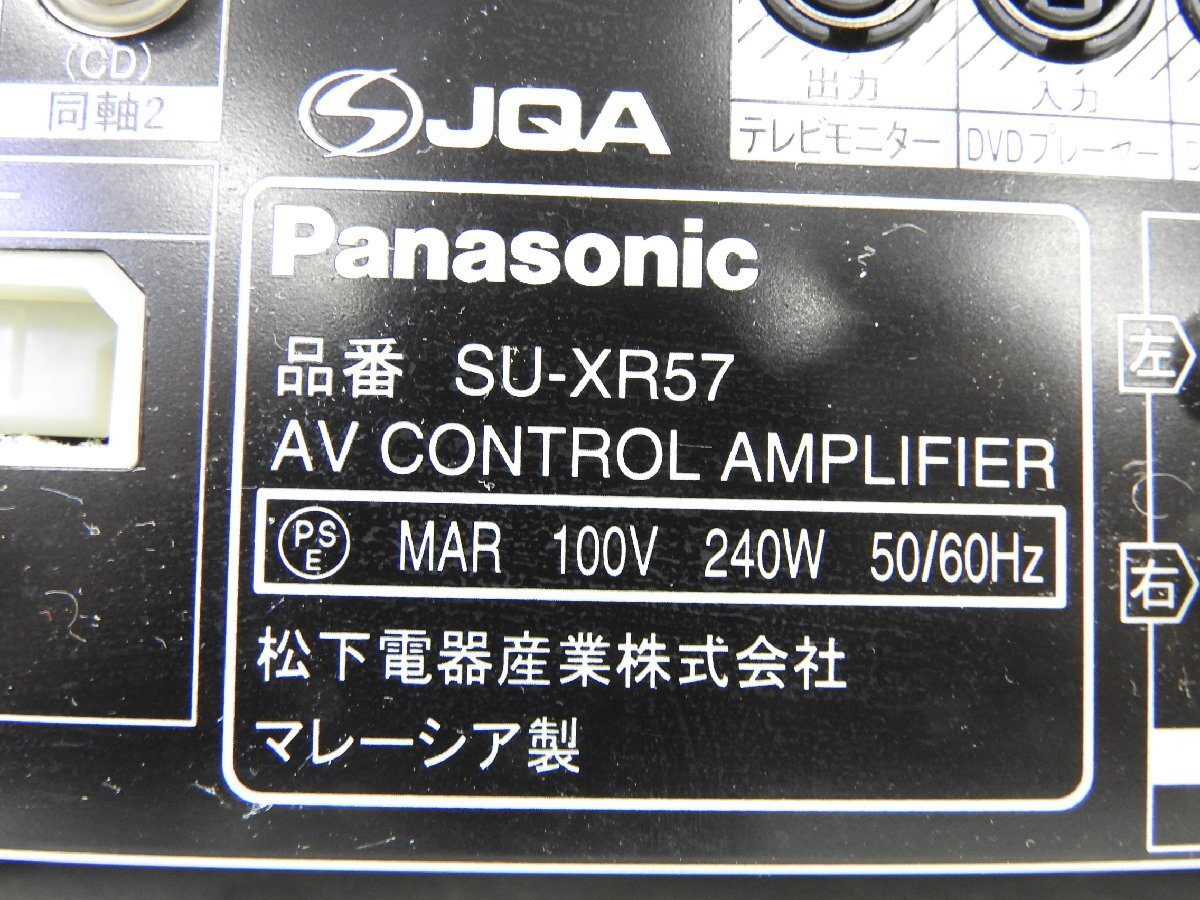 (CD)
同軸2
JQA
出力
テレビモニター
入力
DVDプレーヤー
Panasonic
品番 SU-XR57
AV CONTROL AMPLIFIER
PSE MAR 100V 240W 50/60Hz
松下電器産業株式会社
マレーシア製
左
右